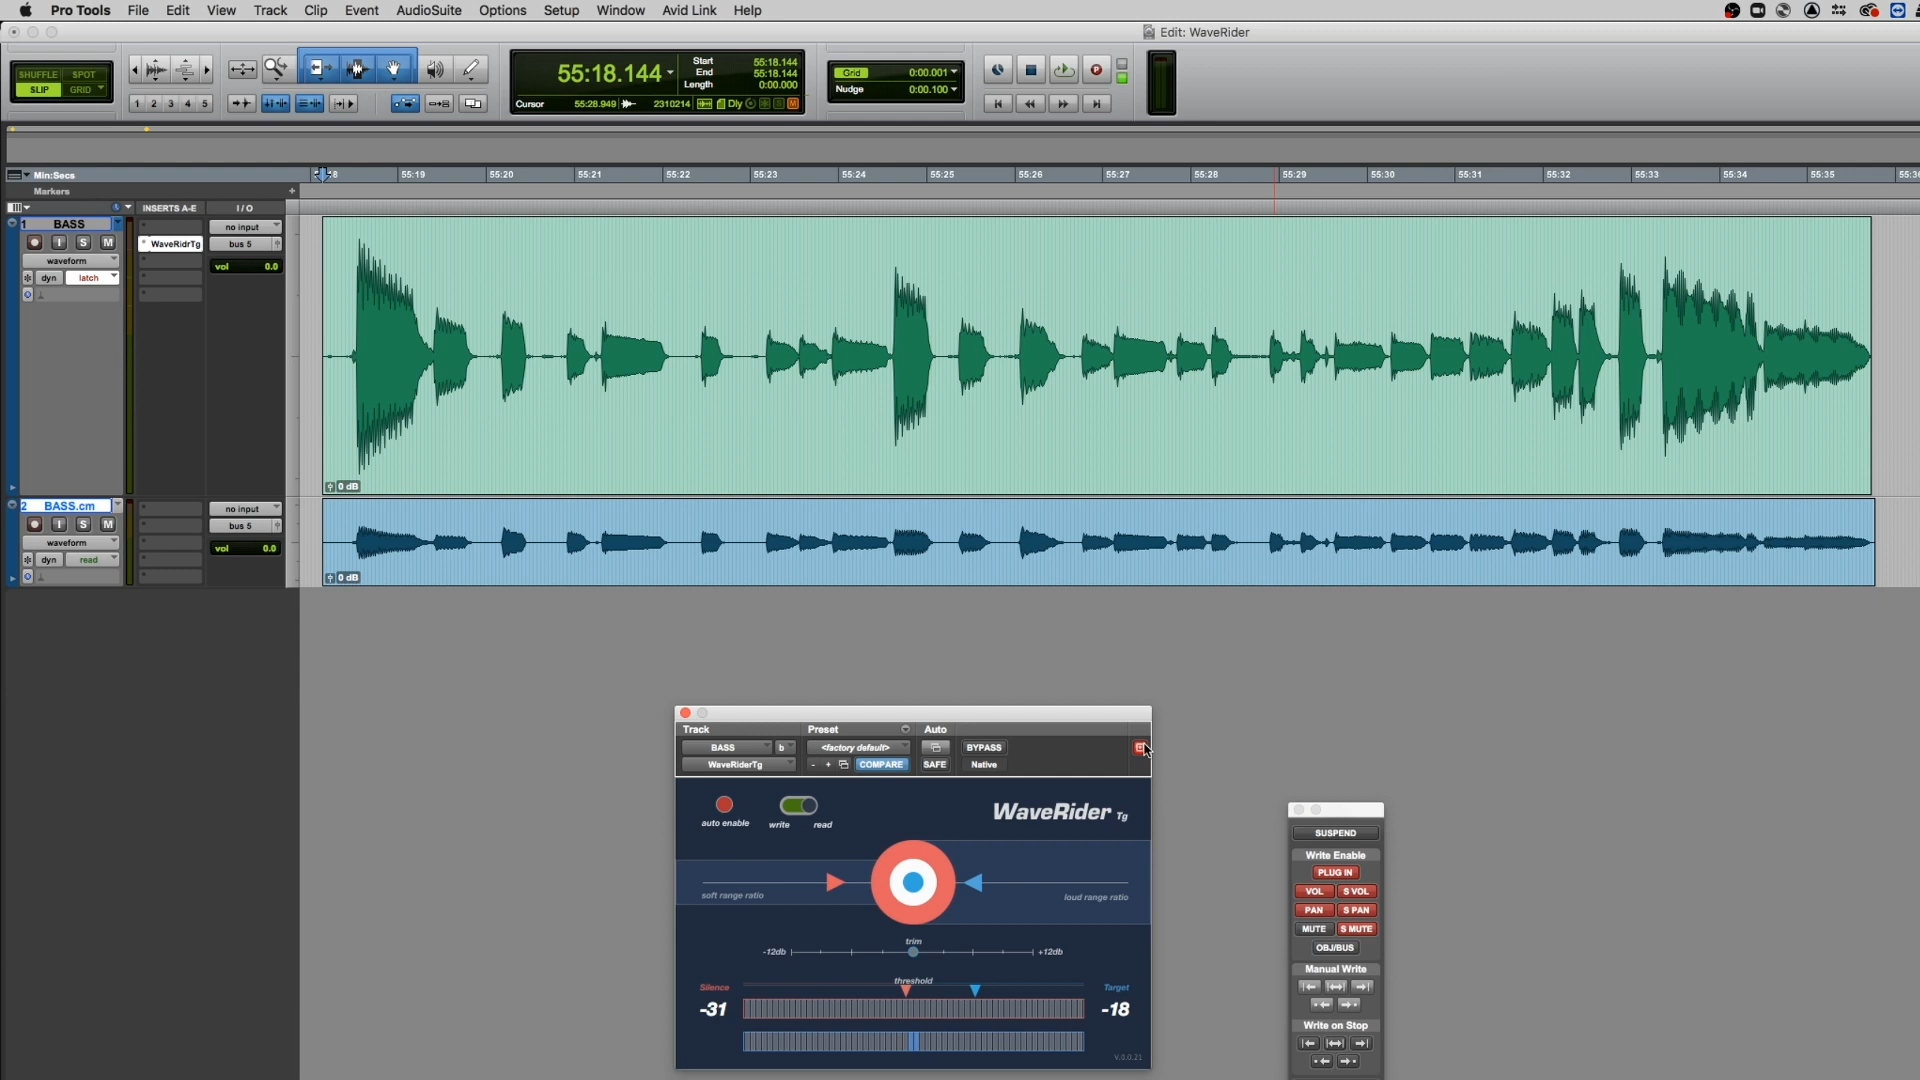 Pro Tools File Edit View Track Clip Event AudioSuite Options Setup Window Avid Link Help
Edit: WaveRider
SHUFFLE SPOT
SLIP GRID
1 2 3 4 5
55:18.144
Start 55:18.144
End 55:18.144
Length 0:00.000
Cursor 55:28.949 2310214 Dly
Grid 0:00.001
Nudge 0:00.100
Min:Secs 8 55:19 55:20 55:21 55:22 55:23 55:24 55:25 55:26 55:27 55:28 55:29 55:30 55:31 55:32 55:33 55:34 55:35 55:36
Markers +
INSERTS A-E I / O
1 BASS no input
I S M WaveRidrTg bus 5
waveform vol 0.0
dyn latch
0 dB
2 BASS.cm no input
I S M bus 5
waveform vol 0.0
dyn read
0 dB
Track Preset Auto
BASS b <factory default> BYPASS
WaveRiderTg - + COMPARE SAFE Native
auto enable write read
WaveRider Tg
soft range ratio loud range ratio
trim
-12db +12db
threshold
Silence Target
-31 -18
V.0.0.21
SUSPEND
Write Enable
PLUG IN
VOL S VOL
PAN S PAN
MUTE S MUTE
OBJ/BUS
Manual Write
Write on Stop